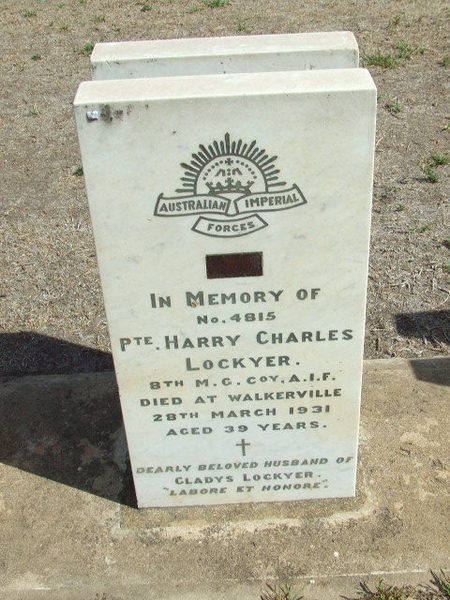 AUSTRALIAN IMPERIAL
FORCES
IN MEMORY OF
No. 4815
PTE. HARRY CHARLES
LOCKYER.
8TH M.G. COY. A.I.F.
DIED AT WALKERVILLE
28TH MARCH 1931
AGED 39 YEARS.
DEARLY BELOVED HUSBAND OF
GLADYS LOCKYER.
"LABORE ET HONORE".